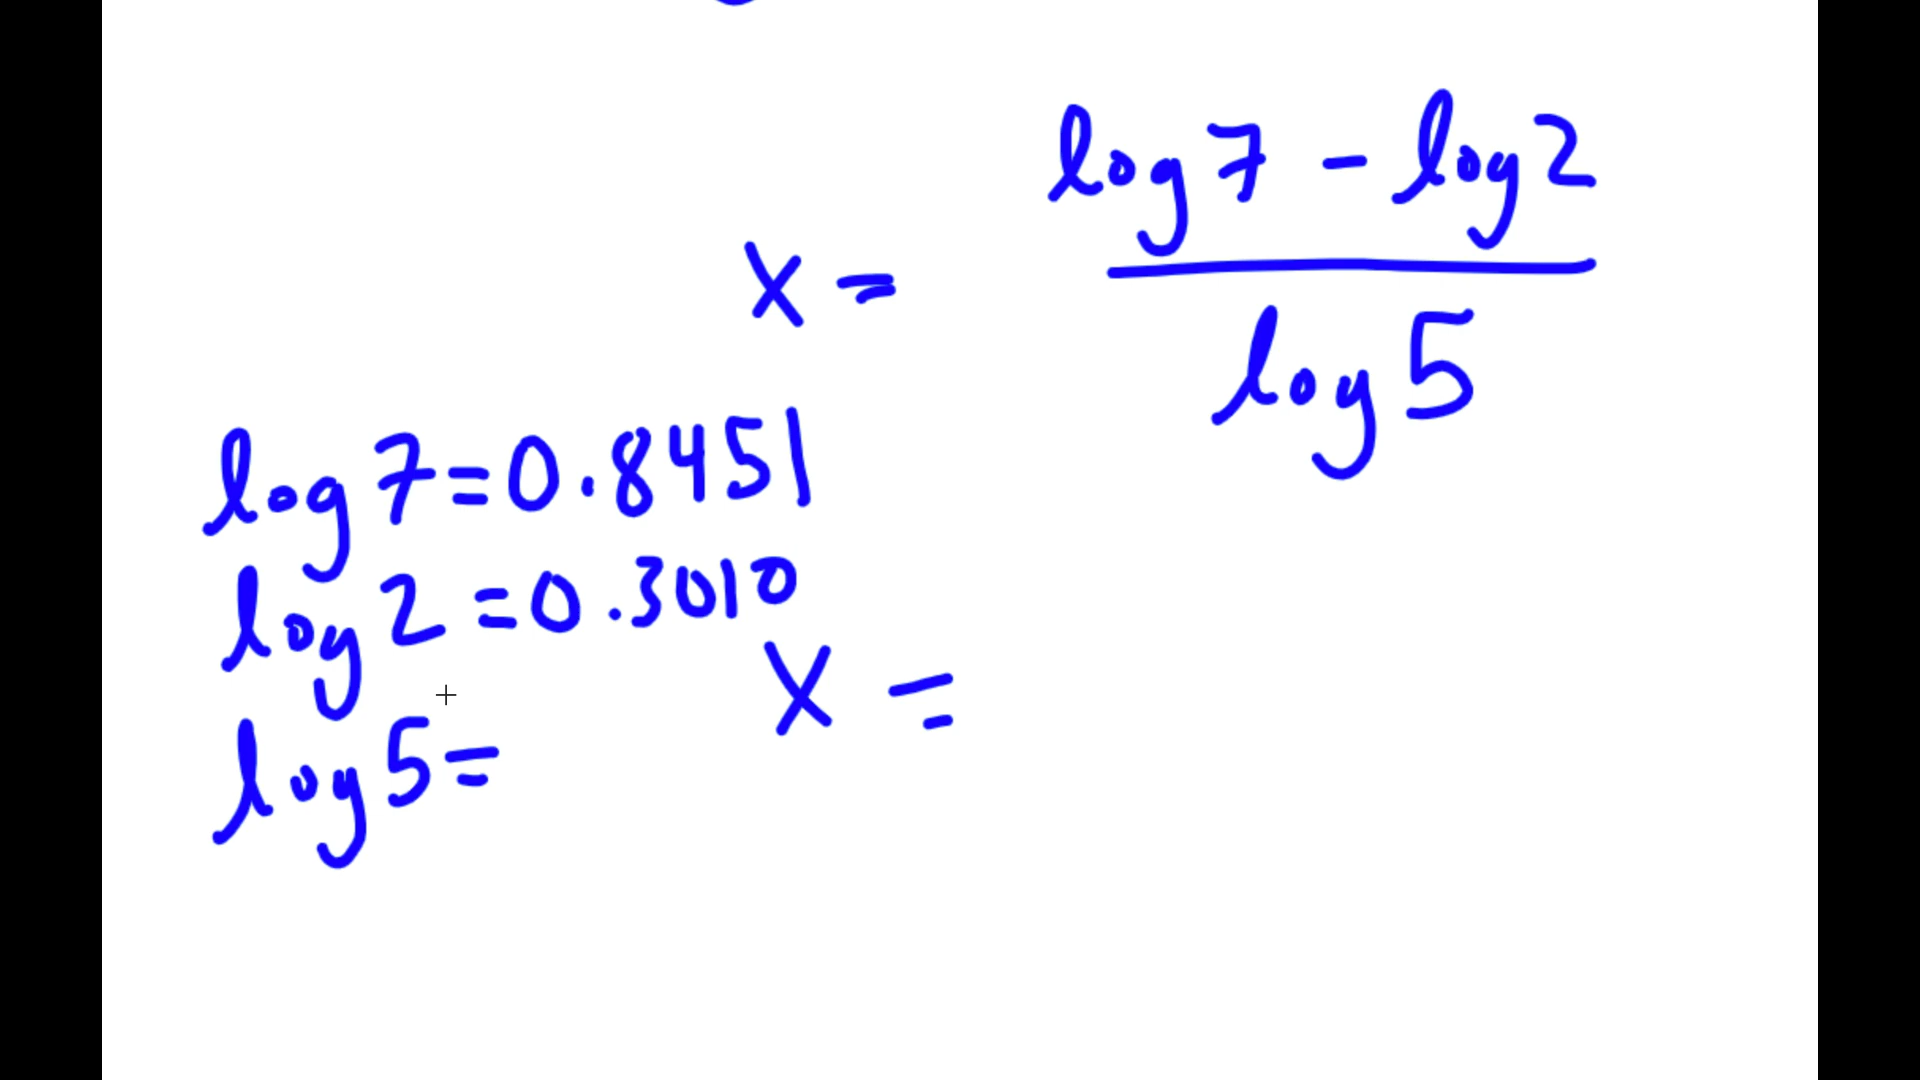 log 7 - log 2
x =
log 5
log 7 = 0.8451
log 2 = 0.3010
x =
log 5 =